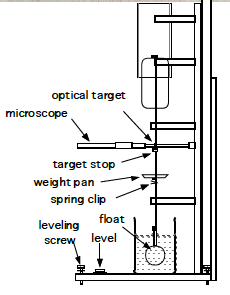 optical target
microscope
target stop
weight pan
spring clip
float
leveling
screw
level